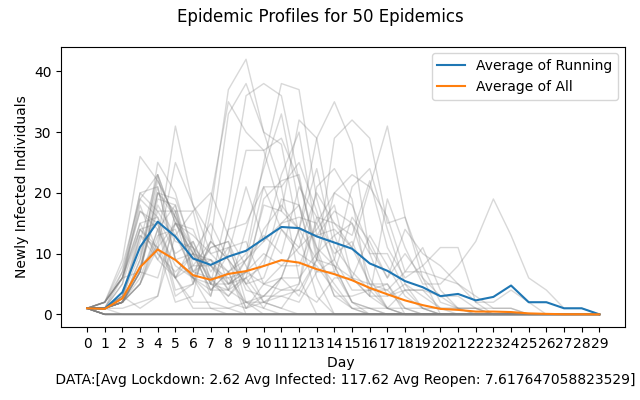 Epidemic Profiles for 50 Epidemics
Average of Running
Average of All
Newly Infected Individuals
40
30
20
10
0
0 1 2 3 4 5 6 7 8 9 10 11 12 13 14 15 16 17 18 19 20 21 22 23 24 25 26 27 28 29
Day
DATA:[Avg Lockdown: 2.62 Avg Infected: 117.62 Avg Reopen: 7.617647058823529]